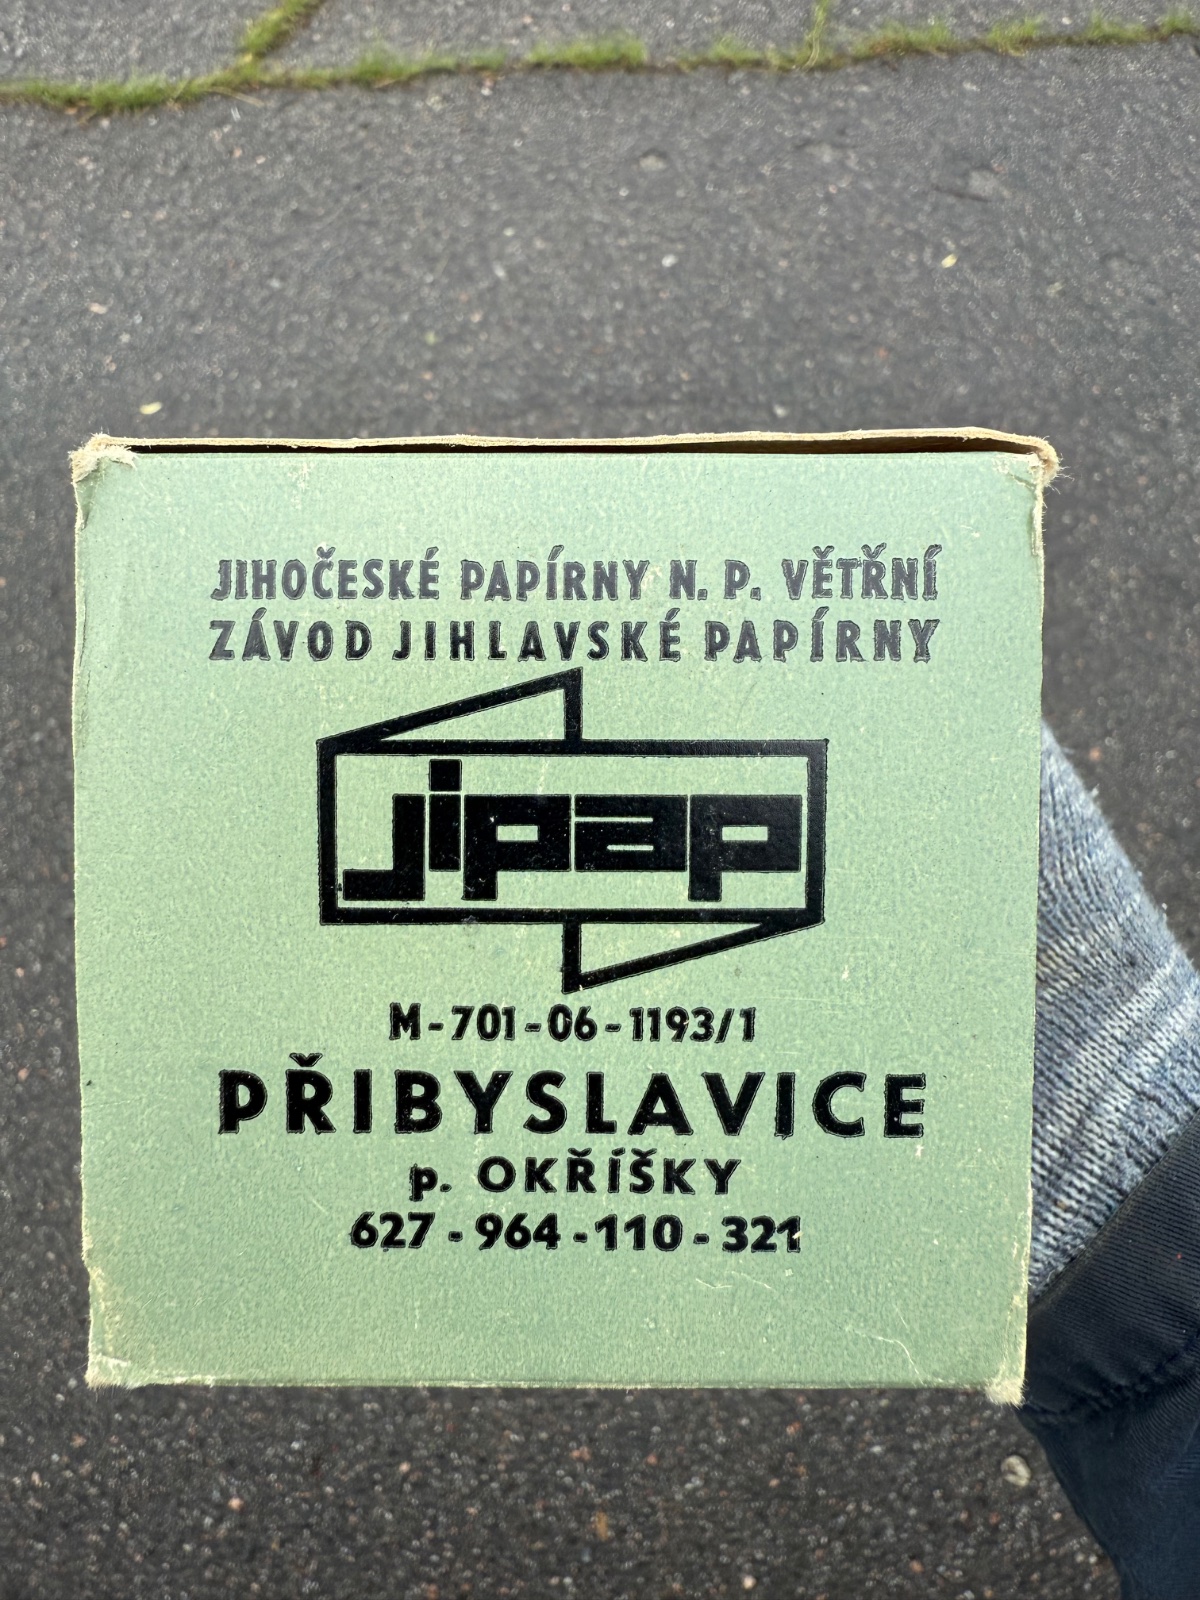 JIHOČESKÉ PAPÍRNY N. P. VĚTŘNÍ
ZÁVOD JIHLAVSKÉ PAPÍRNY
jipap
M-701-06-1193/1
PŘIBYSLAVICE
p. OKŘÍŠKY
627-964-110-321